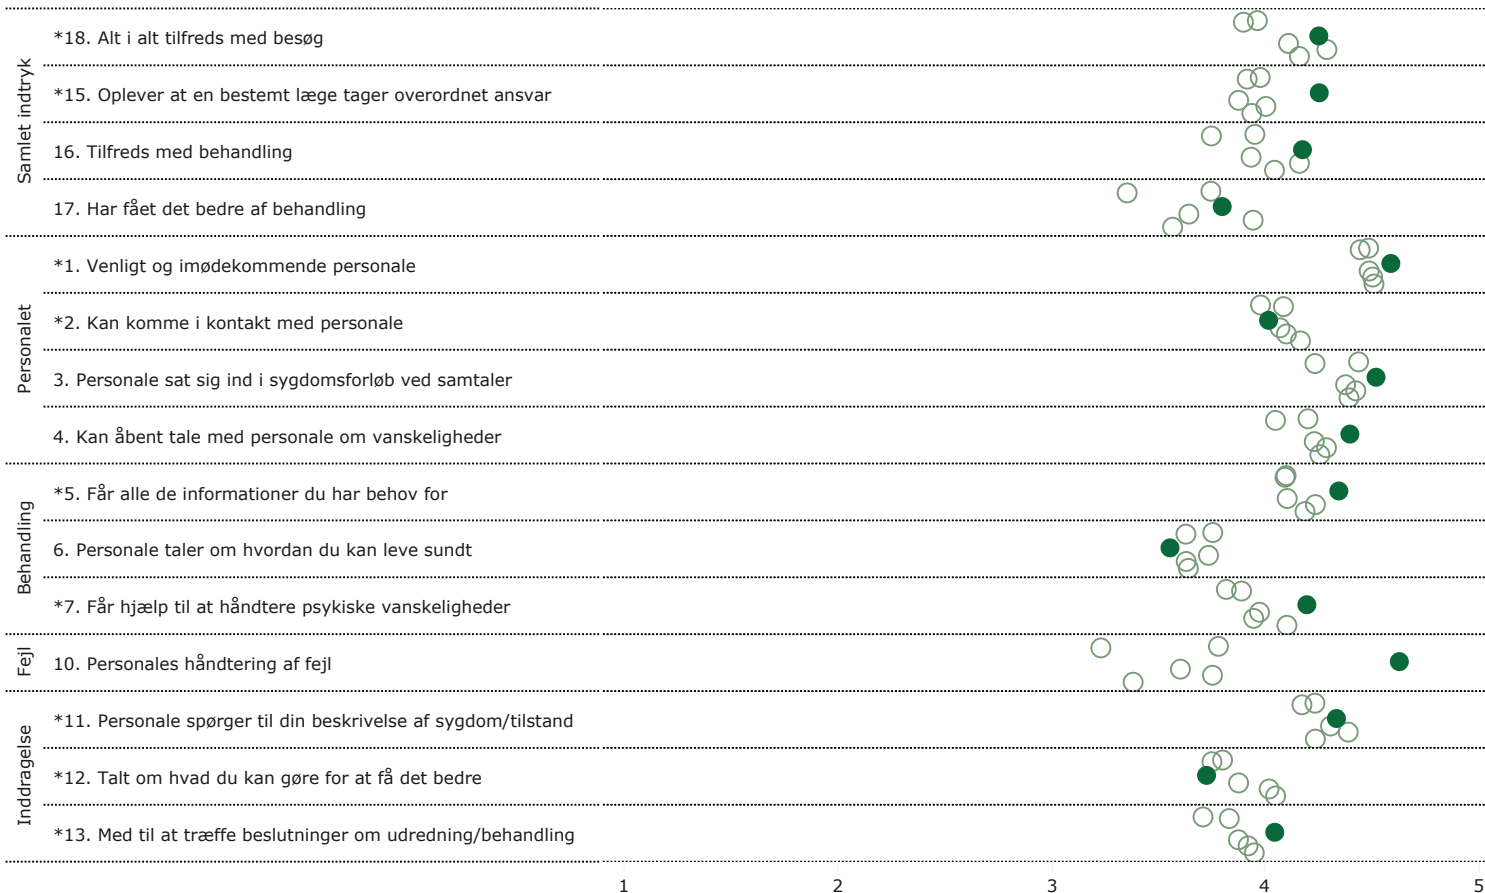 Samlet indtryk
*18. Alt i alt tilfreds med besøg
*15. Oplever at en bestemt læge tager overordnet ansvar
16. Tilfreds med behandling
17. Har fået det bedre af behandling
Personalet
*1. Venligt og imødekommende personale
*2. Kan komme i kontakt med personale
3. Personale sat sig ind i sygdomsforløb ved samtaler
4. Kan åbent tale med personale om vanskeligheder
Behandling
*5. Får alle de informationer du har behov for
6. Personale taler om hvordan du kan leve sundt
*7. Får hjælp til at håndtere psykiske vanskeligheder
Fejl
10. Personales håndtering af fejl
Inddragelse
*11. Personale spørger til din beskrivelse af sygdom/tilstand
*12. Talt om hvad du kan gøre for at få det bedre
*13. Med til at træffe beslutninger om udredning/behandling
1 2 3 4 5